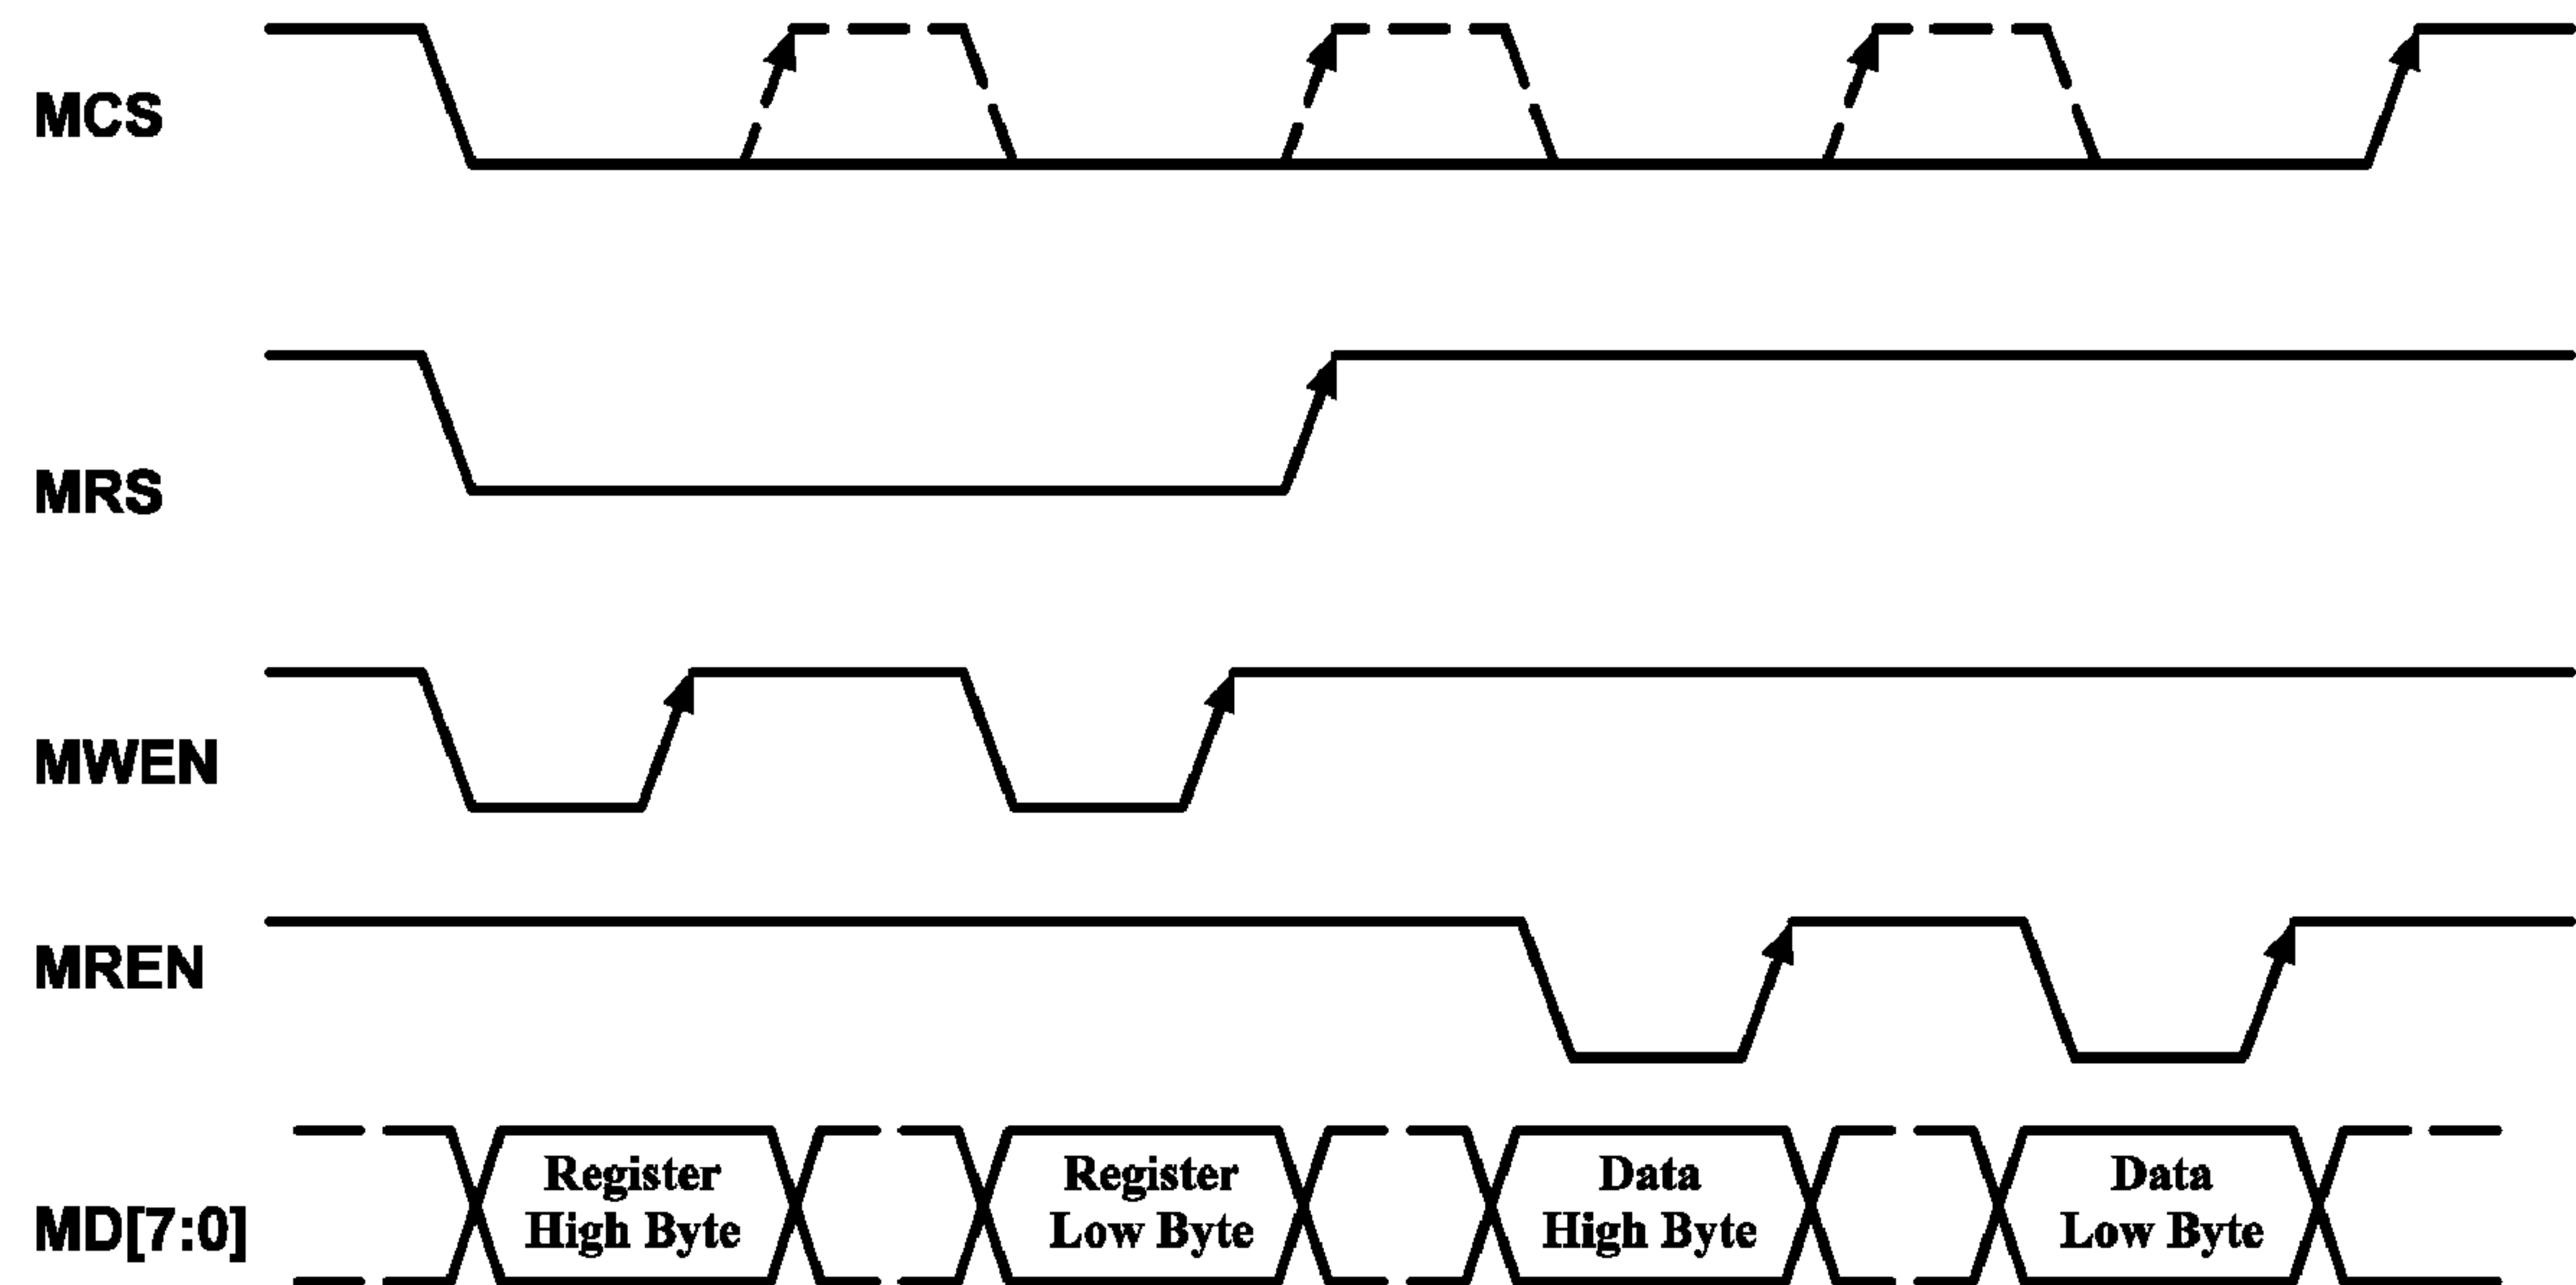 MCS
MRS
MWEN
MREN
MD[7:0]
Register
High Byte
Register
Low Byte
Data
High Byte
Data
Low Byte